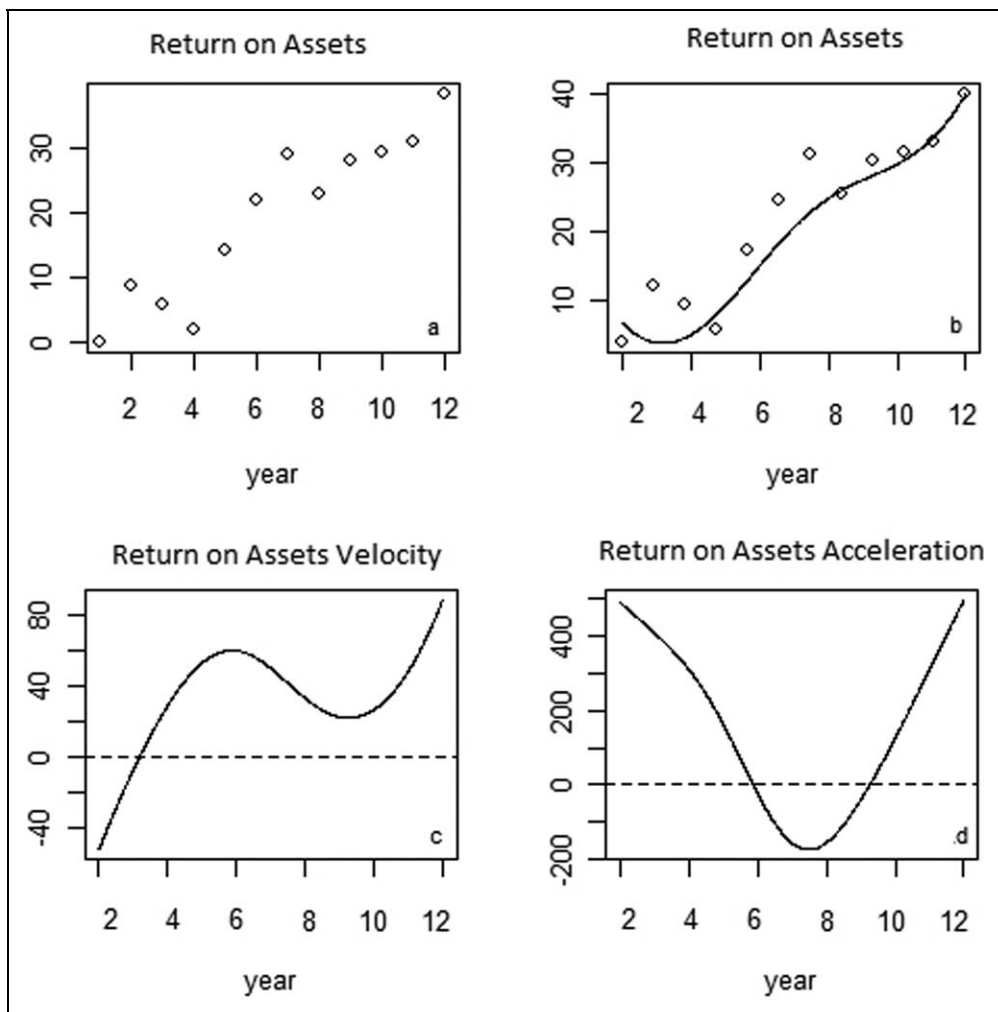 Return on Assets
30
20
10
0
a
2 4 6 8 10 12
year
Return on Assets
40
30
20
10
b
2 4 6 8 10 12
year
Return on Assets Velocity
80
40
0
-40
c
2 4 6 8 10 12
year
Return on Assets Acceleration
400
200
0
-200
.d
2 4 6 8 10 12
year